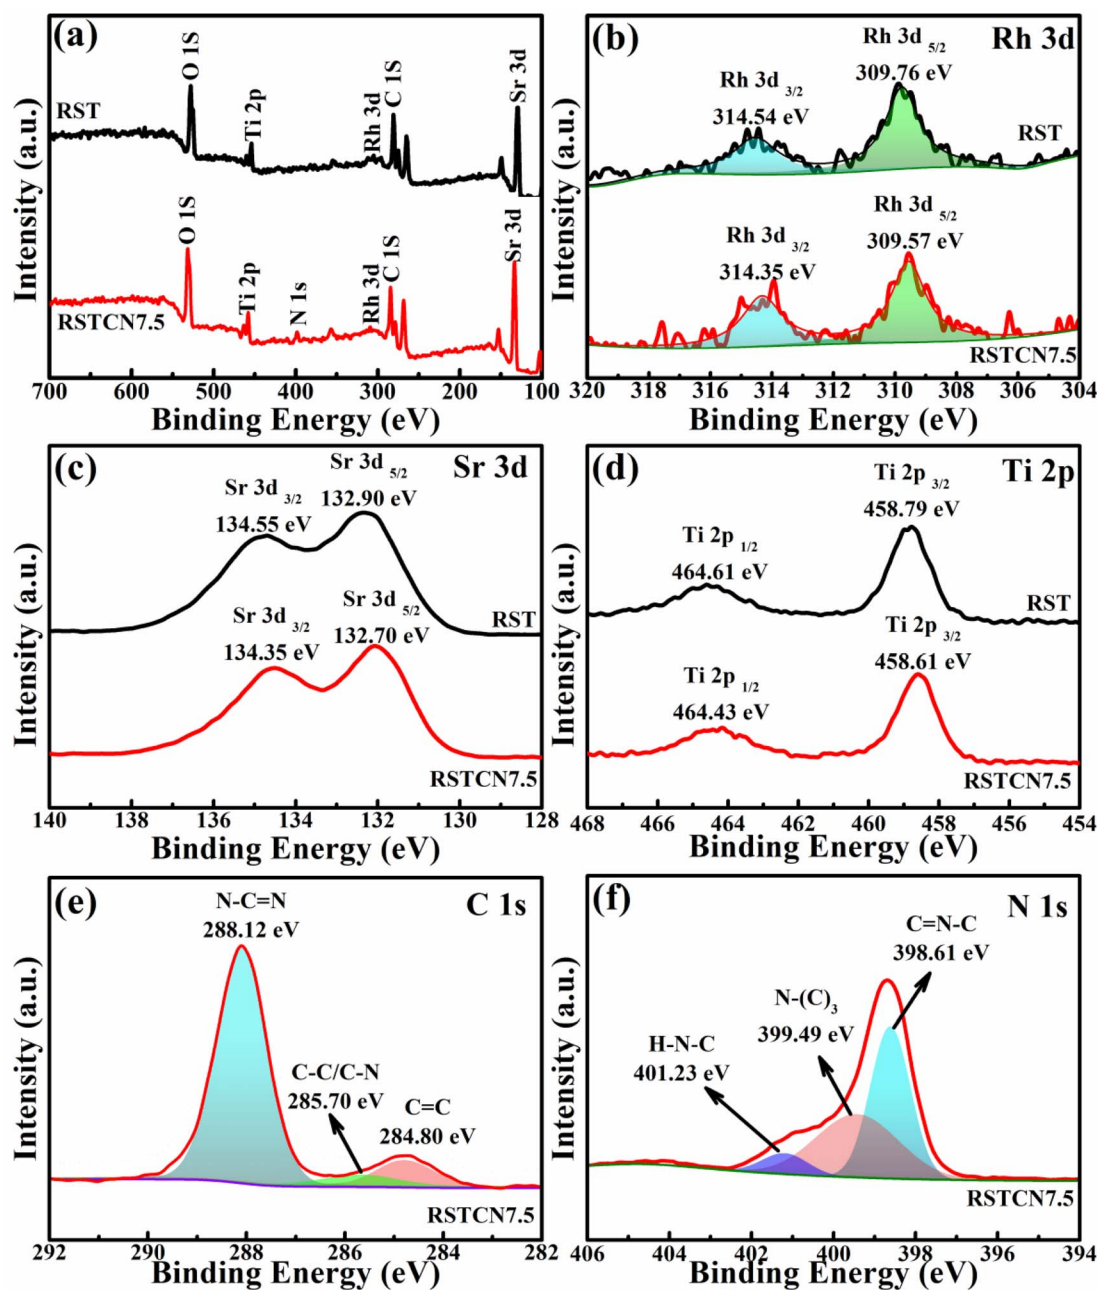 (a)
O 1S
RST
Ti 2p
Rh 3d
C 1S
Sr 3d
O 1S
RSTCN7.5
Ti 2p
N 1s
Rh 3d
C 1S
Sr 3d
Intensity (a.u.)
700 600 500 400 300 200 100
Binding Energy (eV)
(b)
Rh 3d
Rh 3d 5/2
309.76 eV
Rh 3d 3/2
314.54 eV
RST
Rh 3d 5/2
309.57 eV
Rh 3d 3/2
314.35 eV
RSTCN7.5
Intensity (a.u.)
320 318 316 314 312 310 308 306 304
Binding Energy (eV)
(c)
Sr 3d
Sr 3d 5/2
132.90 eV
Sr 3d 3/2
134.55 eV
RST
Sr 3d 5/2
132.70 eV
Sr 3d 3/2
134.35 eV
RSTCN7.5
Intensity (a.u.)
140 138 136 134 132 130 128
Binding Energy (eV)
(d)
Ti 2p
Ti 2p 3/2
458.79 eV
Ti 2p 1/2
464.61 eV
RST
Ti 2p 3/2
458.61 eV
Ti 2p 1/2
464.43 eV
RSTCN7.5
Intensity (a.u.)
468 466 464 462 460 458 456 454
Binding Energy (eV)
(e)
C 1s
N-C=N
288.12 eV
C-C/C-N
285.70 eV
C=C
284.80 eV
RSTCN7.5
Intensity (a.u.)
292 290 288 286 284 282
Binding Energy (eV)
(f)
N 1s
C=N-C
398.61 eV
N-(C)3
399.49 eV
H-N-C
401.23 eV
RSTCN7.5
Intensity (a.u.)
406 404 402 400 398 396 394
Binding Energy (eV)